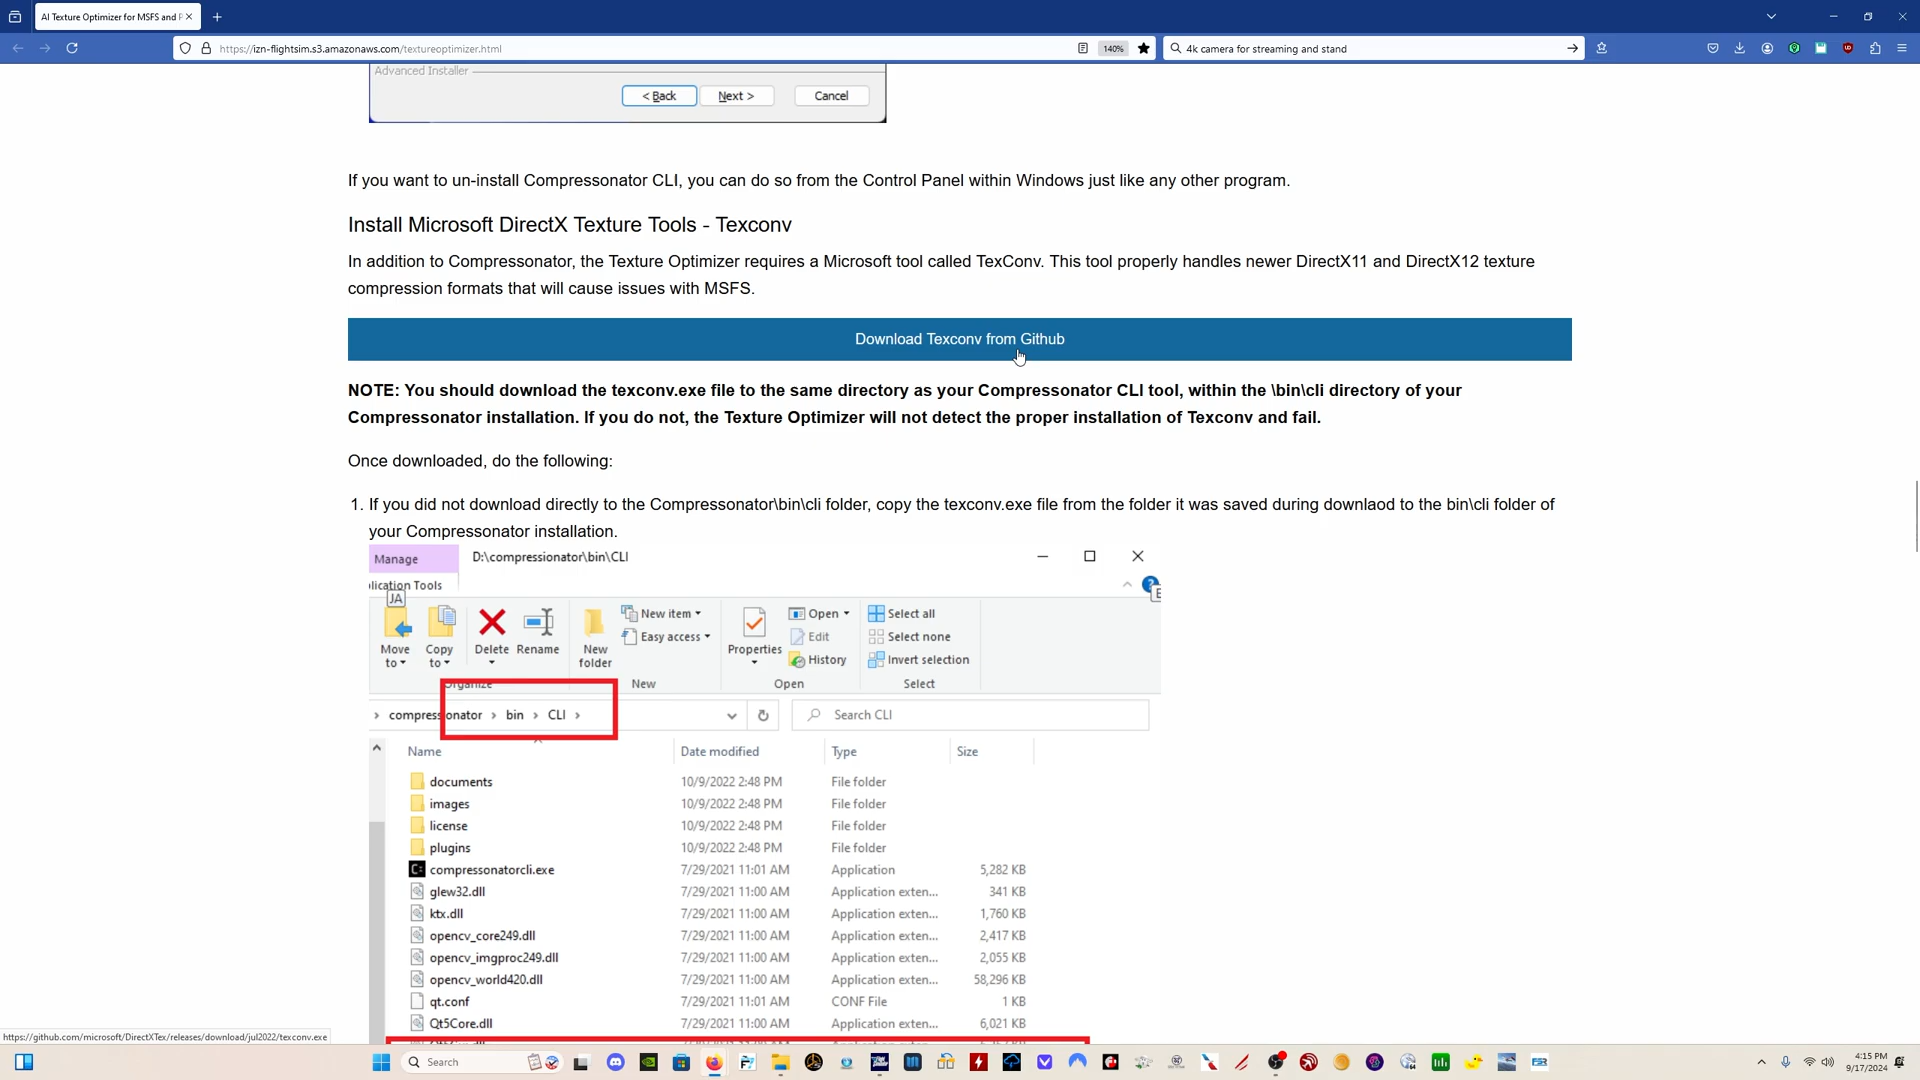 AI Texture Optimizer for MSFS and P
https://izn-flightsim.s3.amazonaws.com/textureoptimizer.html
140%
4k camera for streaming and stand
Advanced Installer
< Back
Next >
Cancel
If you want to un-install Compressonator CLI, you can do so from the Control Panel within Windows just like any other program.
Install Microsoft DirectX Texture Tools - Texconv
In addition to Compressonator, the Texture Optimizer requires a Microsoft tool called TexConv. This tool properly handles newer DirectX11 and DirectX12 texture
compression formats that will cause issues with MSFS.
Download Texconv from Github
NOTE: You should download the texconv.exe file to the same directory as your Compressonator CLI tool, within the \bin\cli directory of your
Compressonator installation. If you do not, the Texture Optimizer will not detect the proper installation of Texconv and fail.
Once downloaded, do the following:
1. If you did not download directly to the Compressonator\bin\cli folder, copy the texconv.exe file from the folder it was saved during downlaod to the bin\cli folder of
your Compressonator installation.
Manage D:\compressionator\bin\CLI
plication Tools
JA
Move to Copy to Delete Rename New folder New item Easy access Properties Open Edit History Select all Select none Invert selection
Organize New Open Select
compressonator > bin > CLI > Search CLI
Name Date modified Type Size
documents 10/9/2022 2:48 PM File folder
images 10/9/2022 2:48 PM File folder
license 10/9/2022 2:48 PM File folder
plugins 10/9/2022 2:48 PM File folder
compressonatorcli.exe 7/29/2021 11:01 AM Application 5,282 KB
glew32.dll 7/29/2021 11:00 AM Application exten... 341 KB
ktx.dll 7/29/2021 11:00 AM Application exten... 1,760 KB
opencv_core249.dll 7/29/2021 11:00 AM Application exten... 2,417 KB
opencv_imgproc249.dll 7/29/2021 11:00 AM Application exten... 2,055 KB
opencv_world420.dll 7/29/2021 11:00 AM Application exten... 58,296 KB
qt.conf 7/29/2021 11:01 AM CONF File 1 KB
Qt5Core.dll 7/29/2021 11:00 AM Application exten... 6,021 KB
https://github.com/microsoft/DirectXTex/releases/download/jul2022/texconv.exe
Search
4:15 PM
9/17/2024